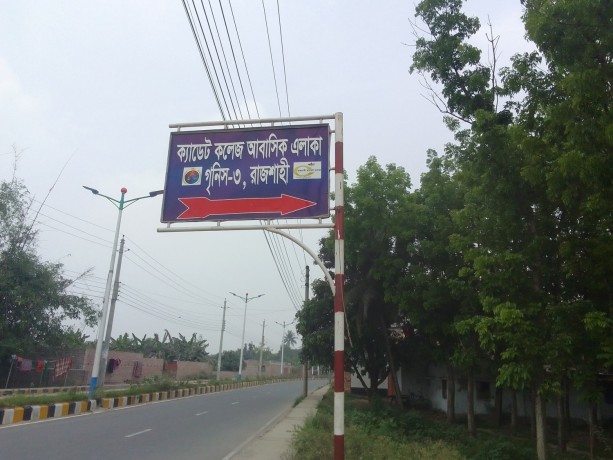 ক্যাডেট কলেজ আবাসিক এলাকা
গৃনিস-৩, রাজশাহী